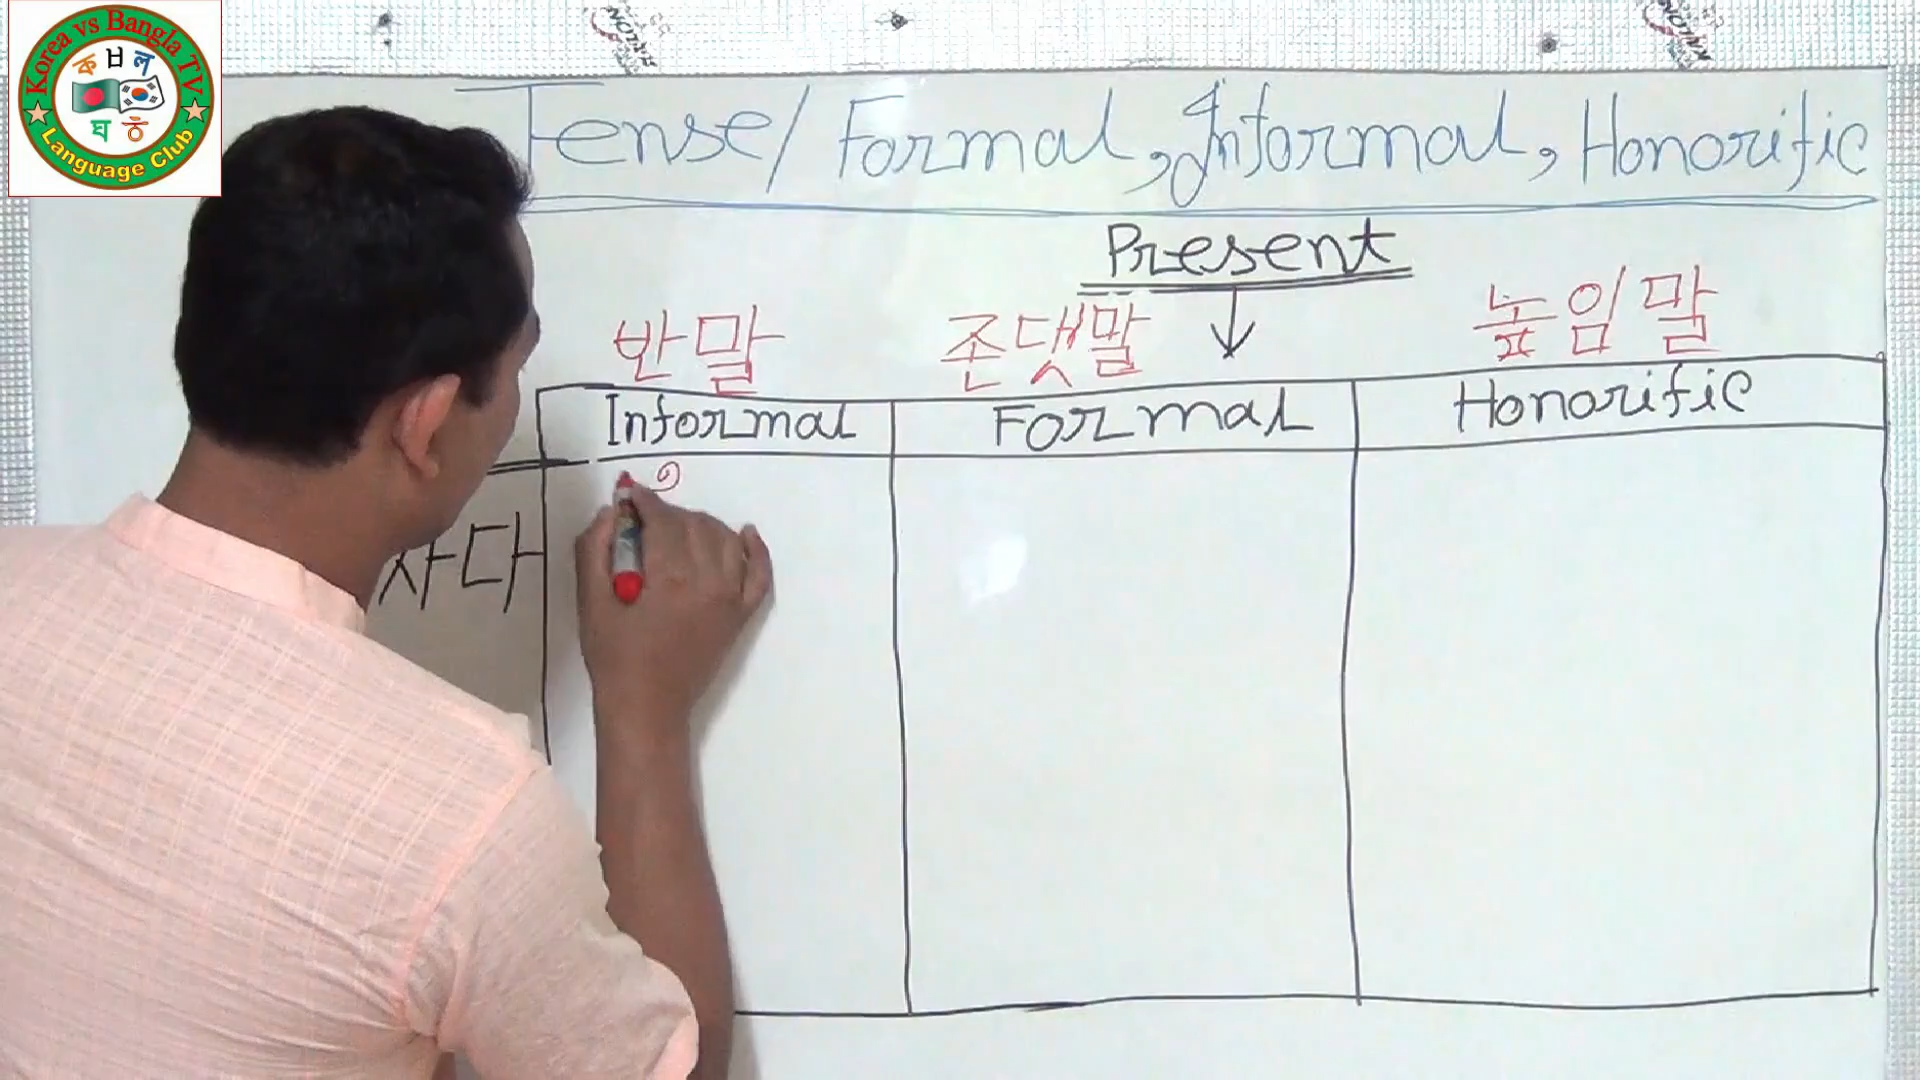 Korea vs Bangla TV
ক ㅂ ল
ঘ ㅎ
Language Club
Tense/ Formal, Informal, Honorific
Present
반말 존댓말 높임말
Informal Formal Honorific
১
사다